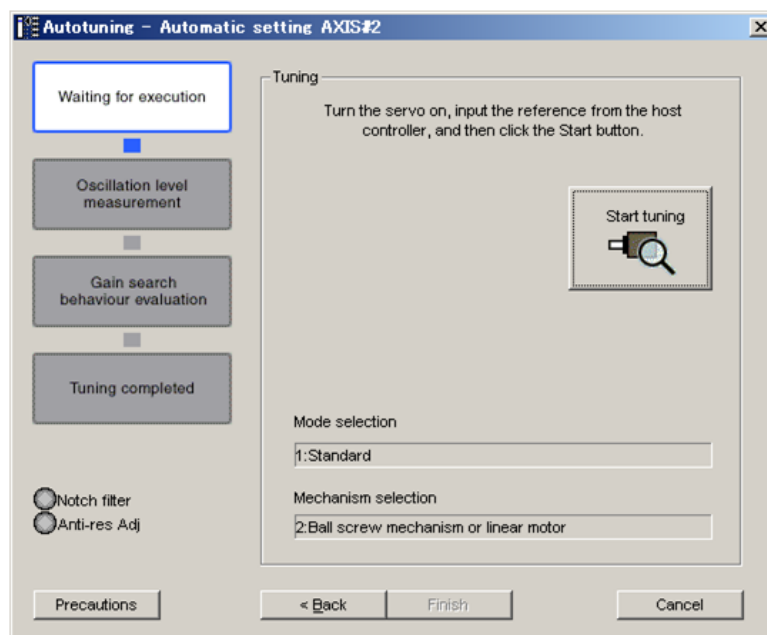 Autotuning - Automatic setting AXIS#2
Waiting for execution
Oscillation level
measurement
Gain search
behaviour evaluation
Tuning completed
Notch filter
Anti-res Adj
Precautions
Tuning
Turn the servo on, input the reference from the host
controller, and then click the Start button.
Start tuning
Mode selection
1:Standard
Mechanism selection
2:Ball screw mechanism or linear motor
< Back
Finish
Cancel